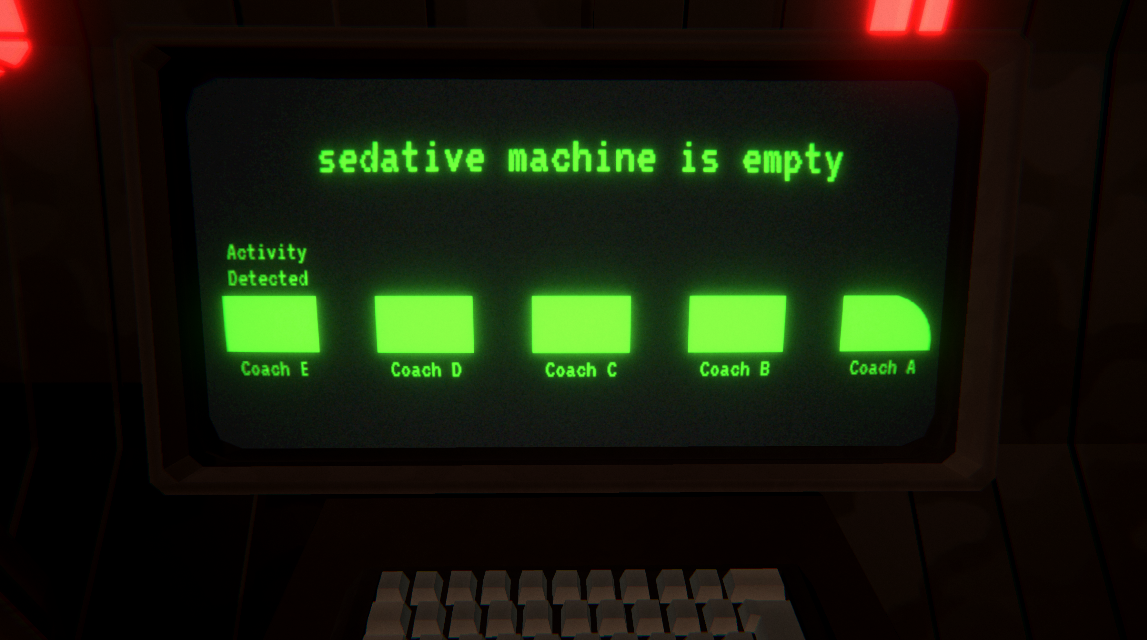 sedative machine is empty
Activity
Detected
Coach E
Coach D
Coach C
Coach B
Coach A